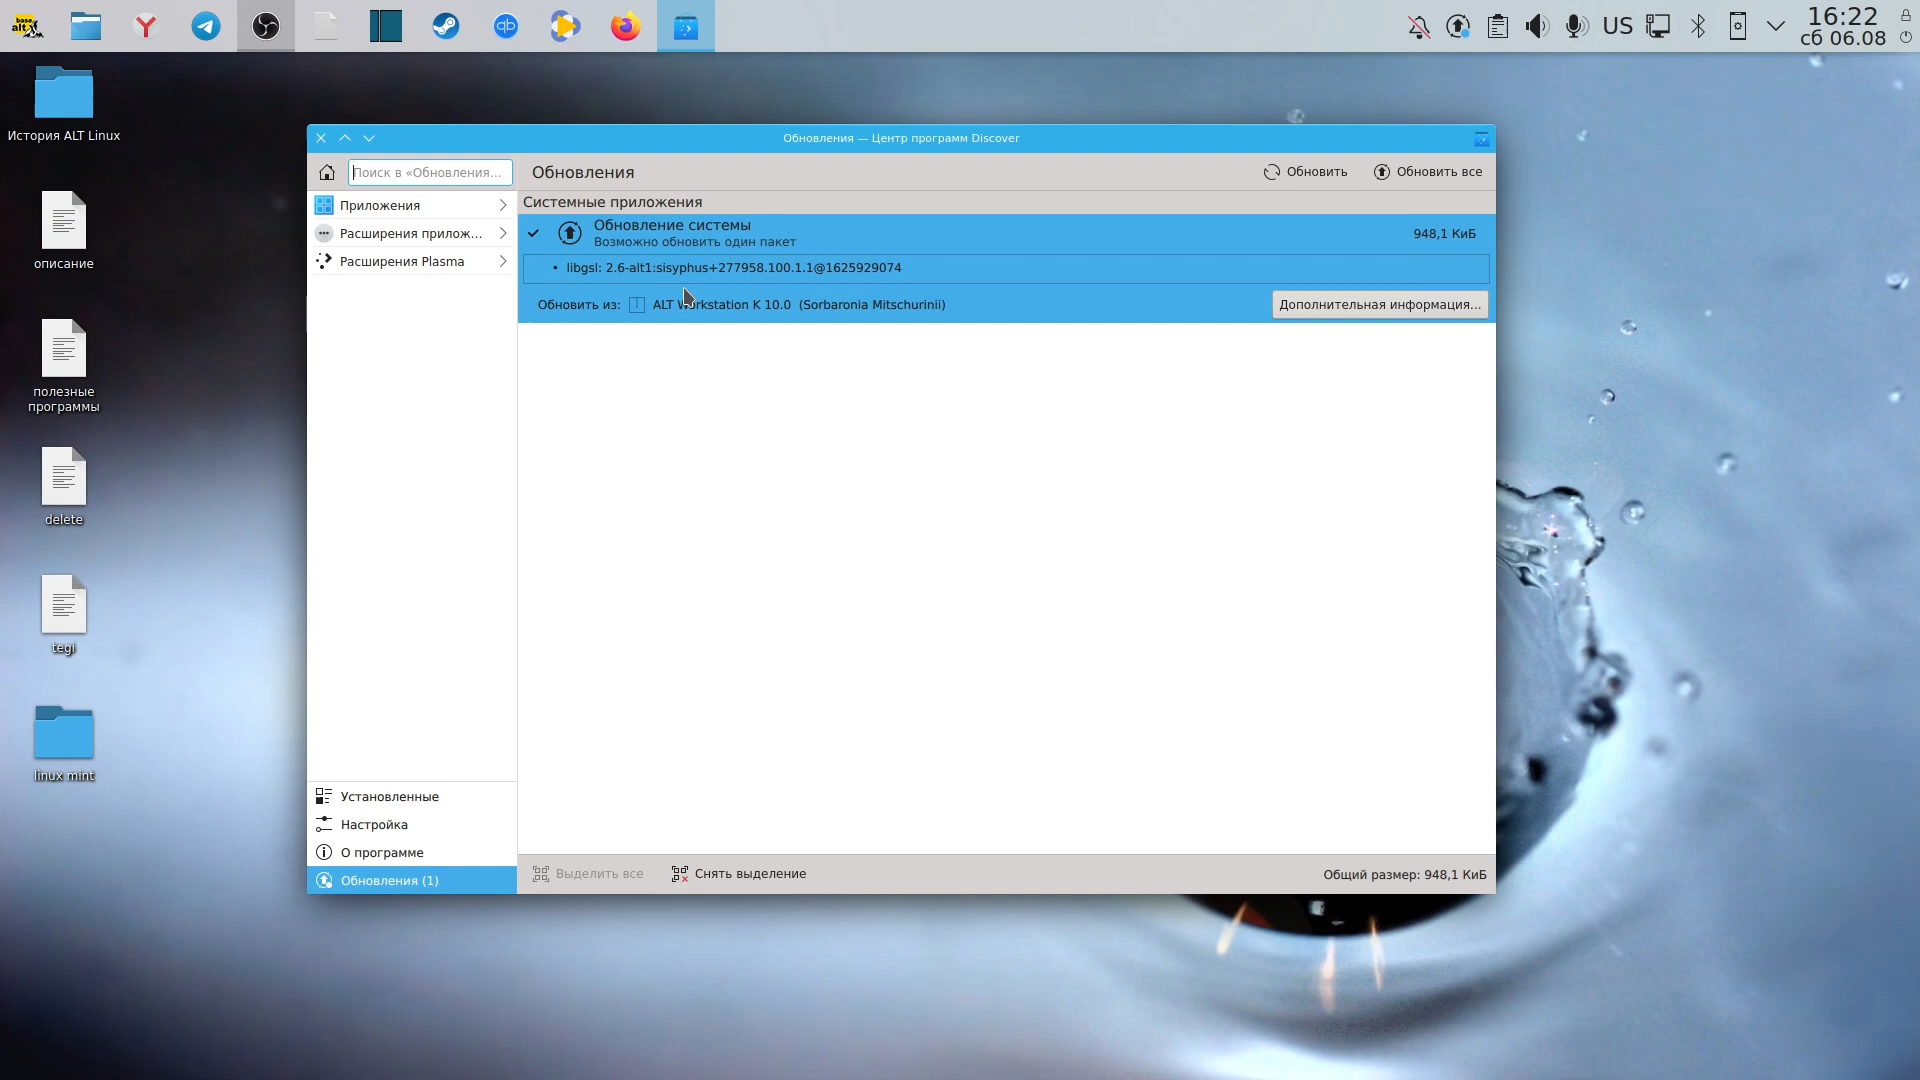 base
alt
US
16:22
сб 06.08
История ALT Linux
описание
полезные
программы
delete
tegi
linux mint
Обновления — Центр программ Discover
Поиск в «Обновления...
Обновления
Обновить
Обновить все
Приложения
Расширения прилож...
Расширения Plasma
Системные приложения
Обновление системы
Возможно обновить один пакет
948,1 КиБ
• libgsl: 2.6-alt1:sisyphus+277958.100.1.1@1625929074
Обновить из: ALT Workstation K 10.0 (Sorbaronia Mitschurinii)
Дополнительная информация...
Установленные
Настройка
О программе
Обновления (1)
Выделить все
Снять выделение
Общий размер: 948,1 КиБ